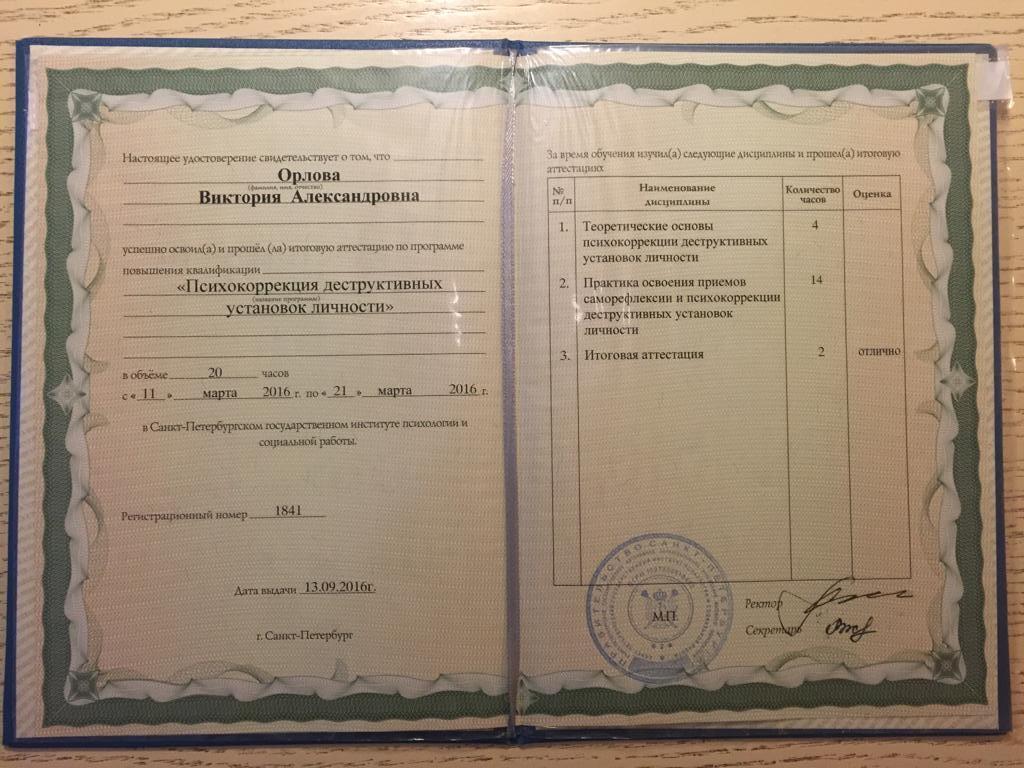 Настоящее удостоверение свидетельствует о том, что
Орлова
(фамилия, имя, отчество)
Виктория Александровна
успешно освоил(а) и прошёл (ла) итоговую аттестацию по программе
повышения квалификации
«Психокоррекция деструктивных
(название программы)
установок личности»
в объёме 20 часов
с « 11 » марта 2016 г. по « 21 » марта 2016 г.
в Санкт-Петербургском государственном институте психологии и
социальной работы.
Регистрационный номер 1841
Дата выдачи 13.09.2016г.
г. Санкт-Петербург
За время обучения изучил(а) следующие дисциплины и прошел(а) итоговую
аттестациях
№ п/п Наименование дисциплины Количество часов Оценка
1. Теоретические основы 4
психокоррекции деструктивных
установок личности
2. Практика освоения приемов 14
саморефлексии и психокоррекции
деструктивных установок
личности
3. Итоговая аттестация 2 отлично
ПРАВИТЕЛЬСТВО САНКТ-ПЕТЕРБУРГА
М.П.
Ректор
Секретарь